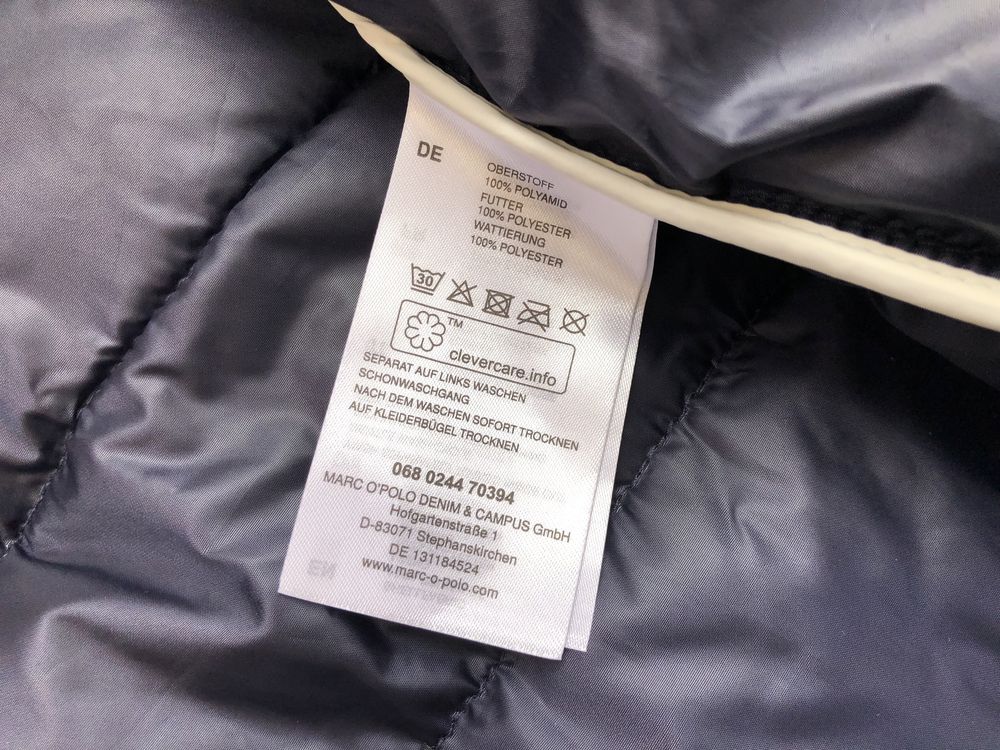 DE
OBERSTOFF
100% POLYAMID
FUTTER
100% POLYESTER
WATTIERUNG
100% POLYESTER
30
TM
clevercare.info
SEPARAT AUF LINKS WASCHEN
SCHONWASCHGANG
NACH DEM WASCHEN SOFORT TROCKNEN
AUF KLEIDERBÜGEL TROCKNEN
068 0244 70394
MARC O'POLO DENIM & CAMPUS GmbH
Hofgartenstraße 1
D-83071 Stephanskirchen
DE 131184524
www.marc-o-polo.com